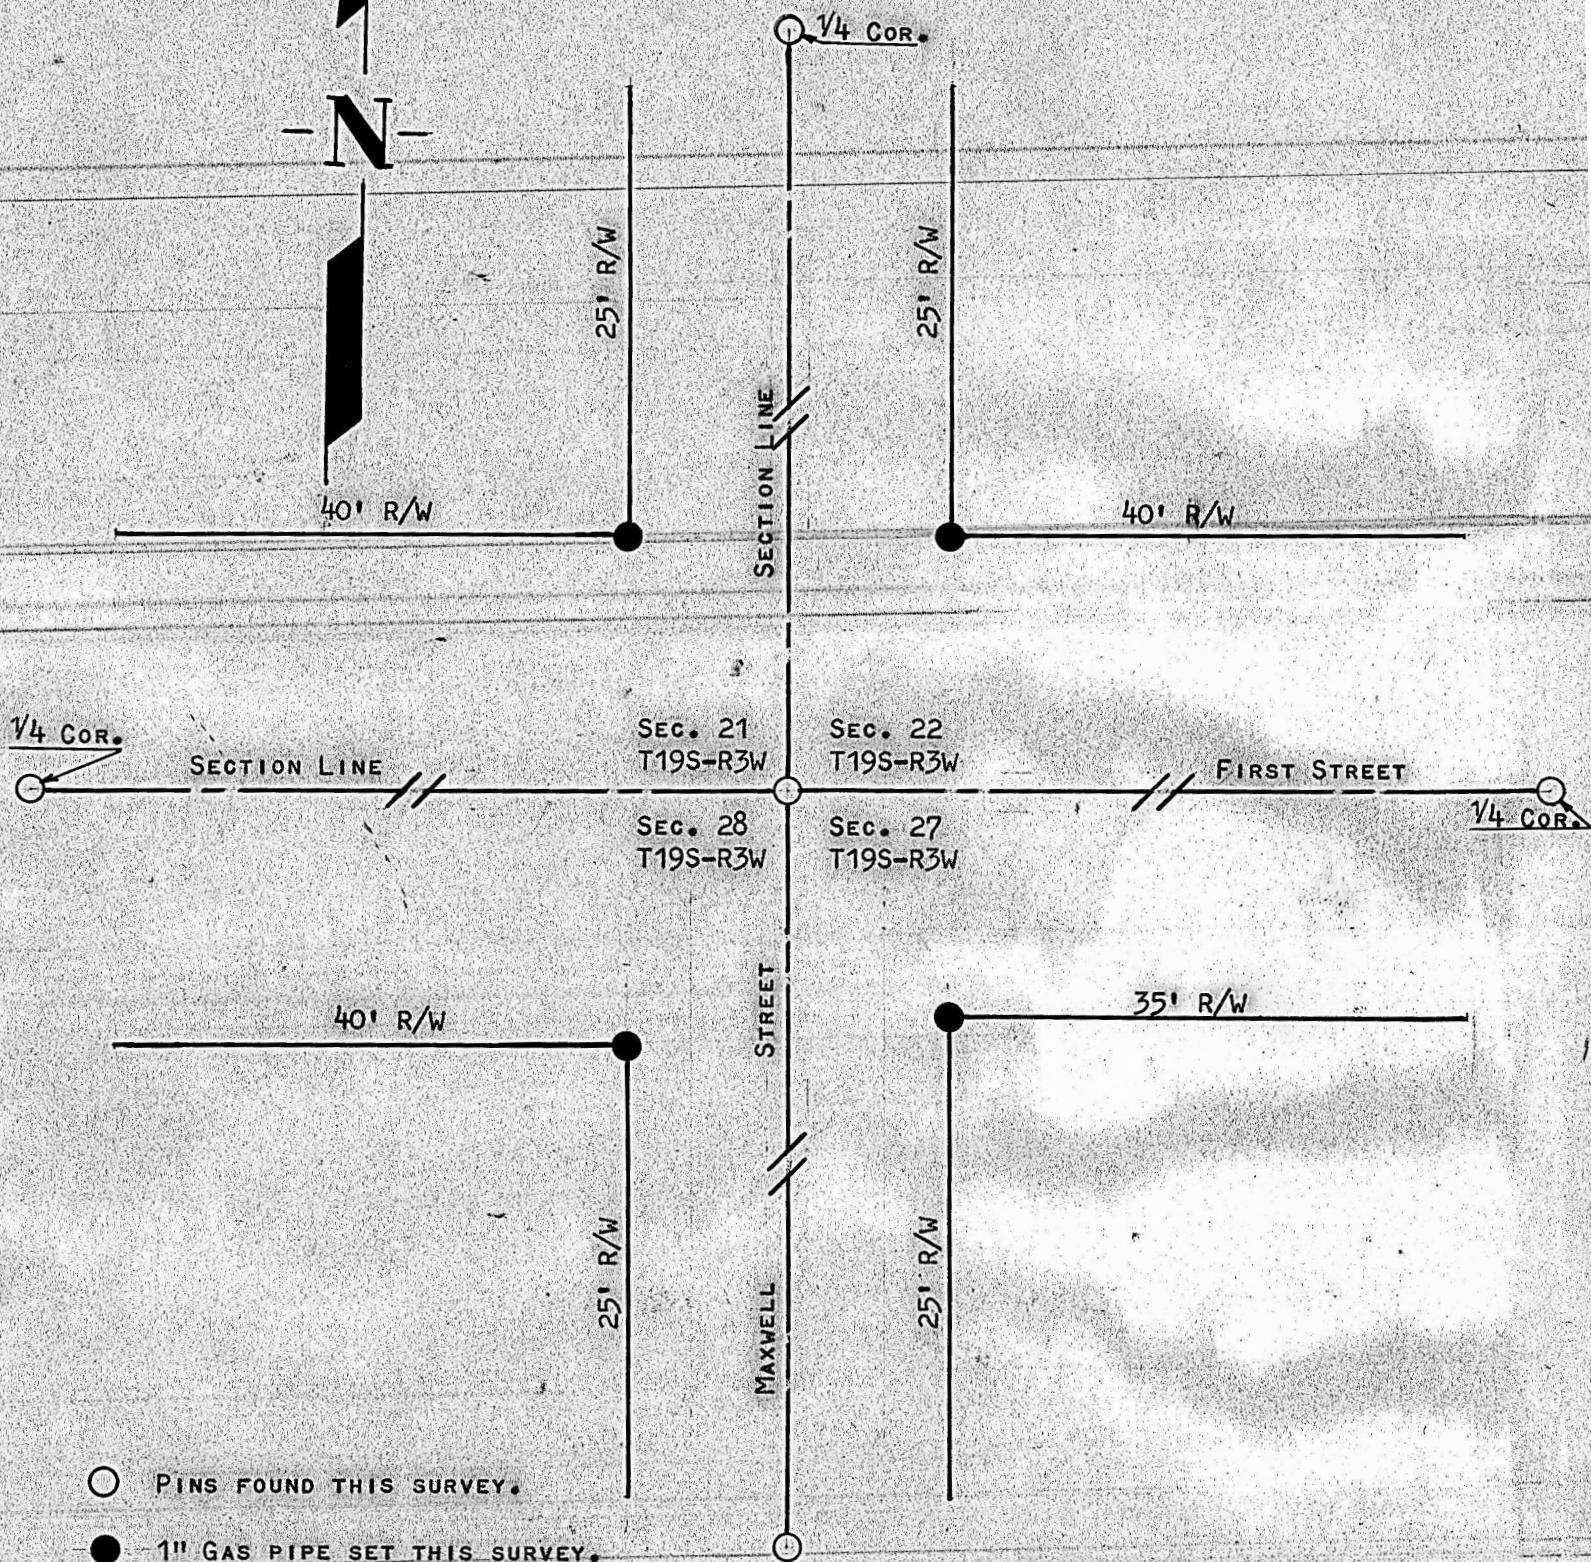 1/4 COR.
-N-
25' R/W
25' R/W
SECTION LINE
40' R/W
40' R/W
1/4 COR.
SECTION LINE
SEC. 21
T19S-R3W
SEC. 22
T19S-R3W
FIRST STREET
1/4 COR.
SEC. 28
T19S-R3W
SEC. 27
T19S-R3W
40' R/W
STREET
35' R/W
25' R/W
MAXWELL
25' R/W
PINS FOUND THIS SURVEY.
1" GAS PIPE SET THIS SURVEY.